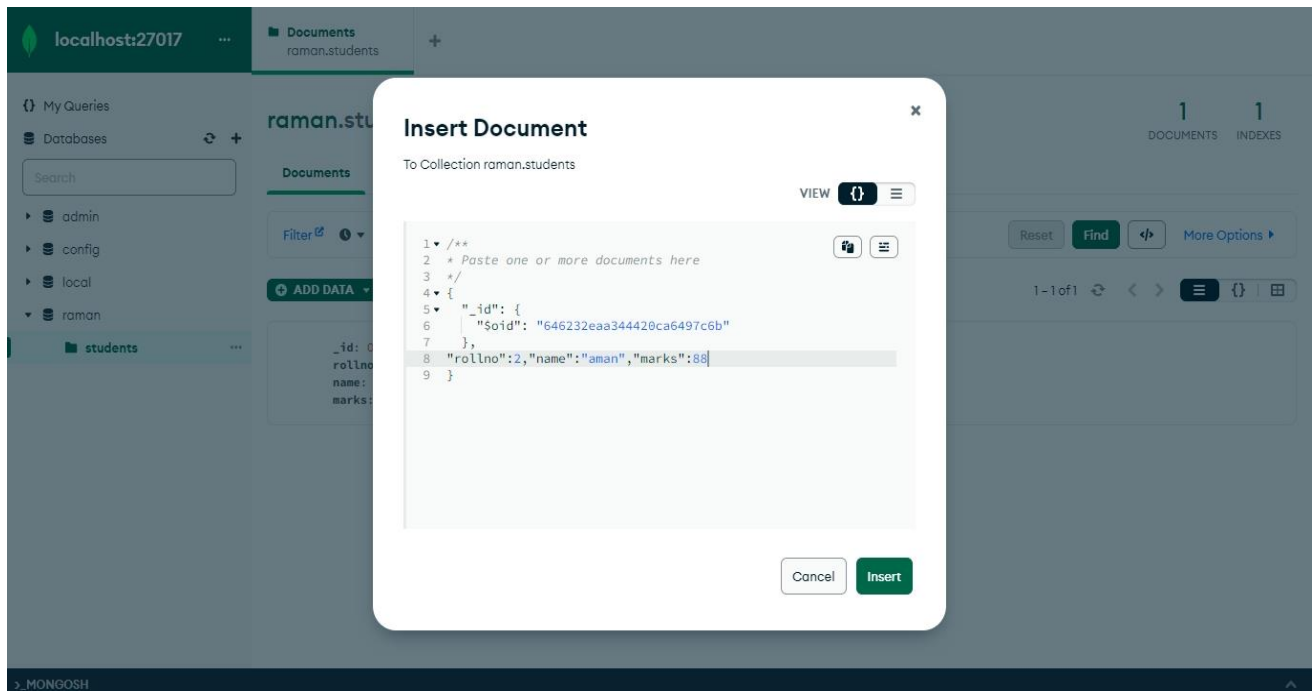 localhost:27017 ...
Documents
raman.students
+
{} My Queries
Databases
+
Search
admin
config
local
raman
students
...
raman.stu
1 1
DOCUMENTS INDEXES
Documents
Filter
Reset Find </> More Options
ADD DATA
1-1 of 1
{}
_id:
rollno
name:
marks:
Insert Document
×
To Collection raman.students
VIEW {}
1 /**
2 * Paste one or more documents here
3 */
4 {
5 "_id": {
6 "$oid": "646232eaa344420ca6497c6b"
7 },
8 "rollno":2,"name":"aman","marks":88
9 }
Cancel Insert
>_MONGOSH